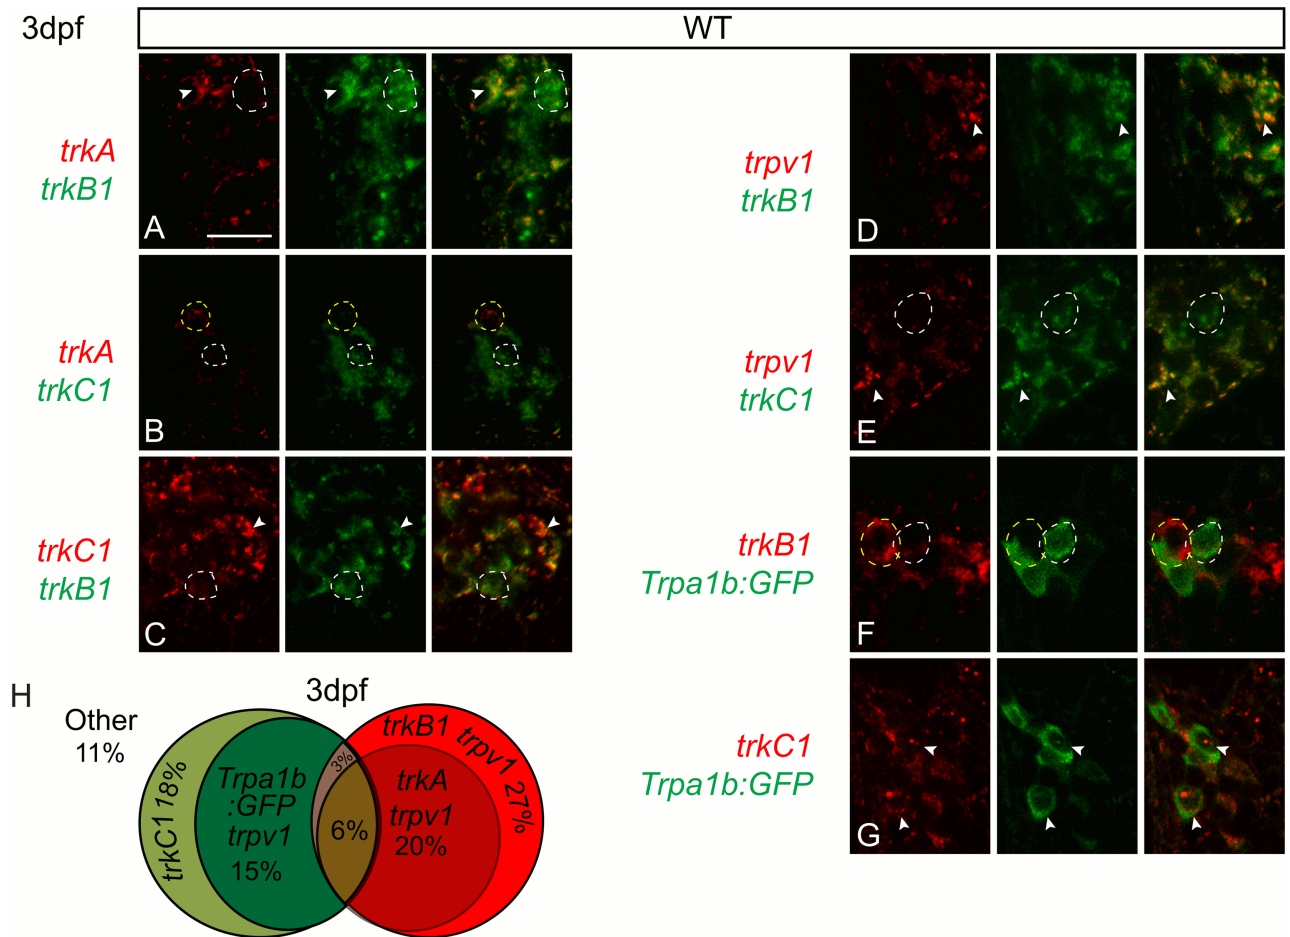 3dpf
WT
trkA
trkB1
A
trkA
trkC1
B
trkC1
trkB1
C
trpv1
trkB1
D
trpv1
trkC1
E
trkB1
Trpa1b:GFP
F
trkC1
Trpa1b:GFP
G
H
3dpf
Other
11%
trkC1 18%
Trpa1b
:GFP
trpv1
15%
3%
6%
trkB1 trpv1 27%
trkA
trpv1
20%